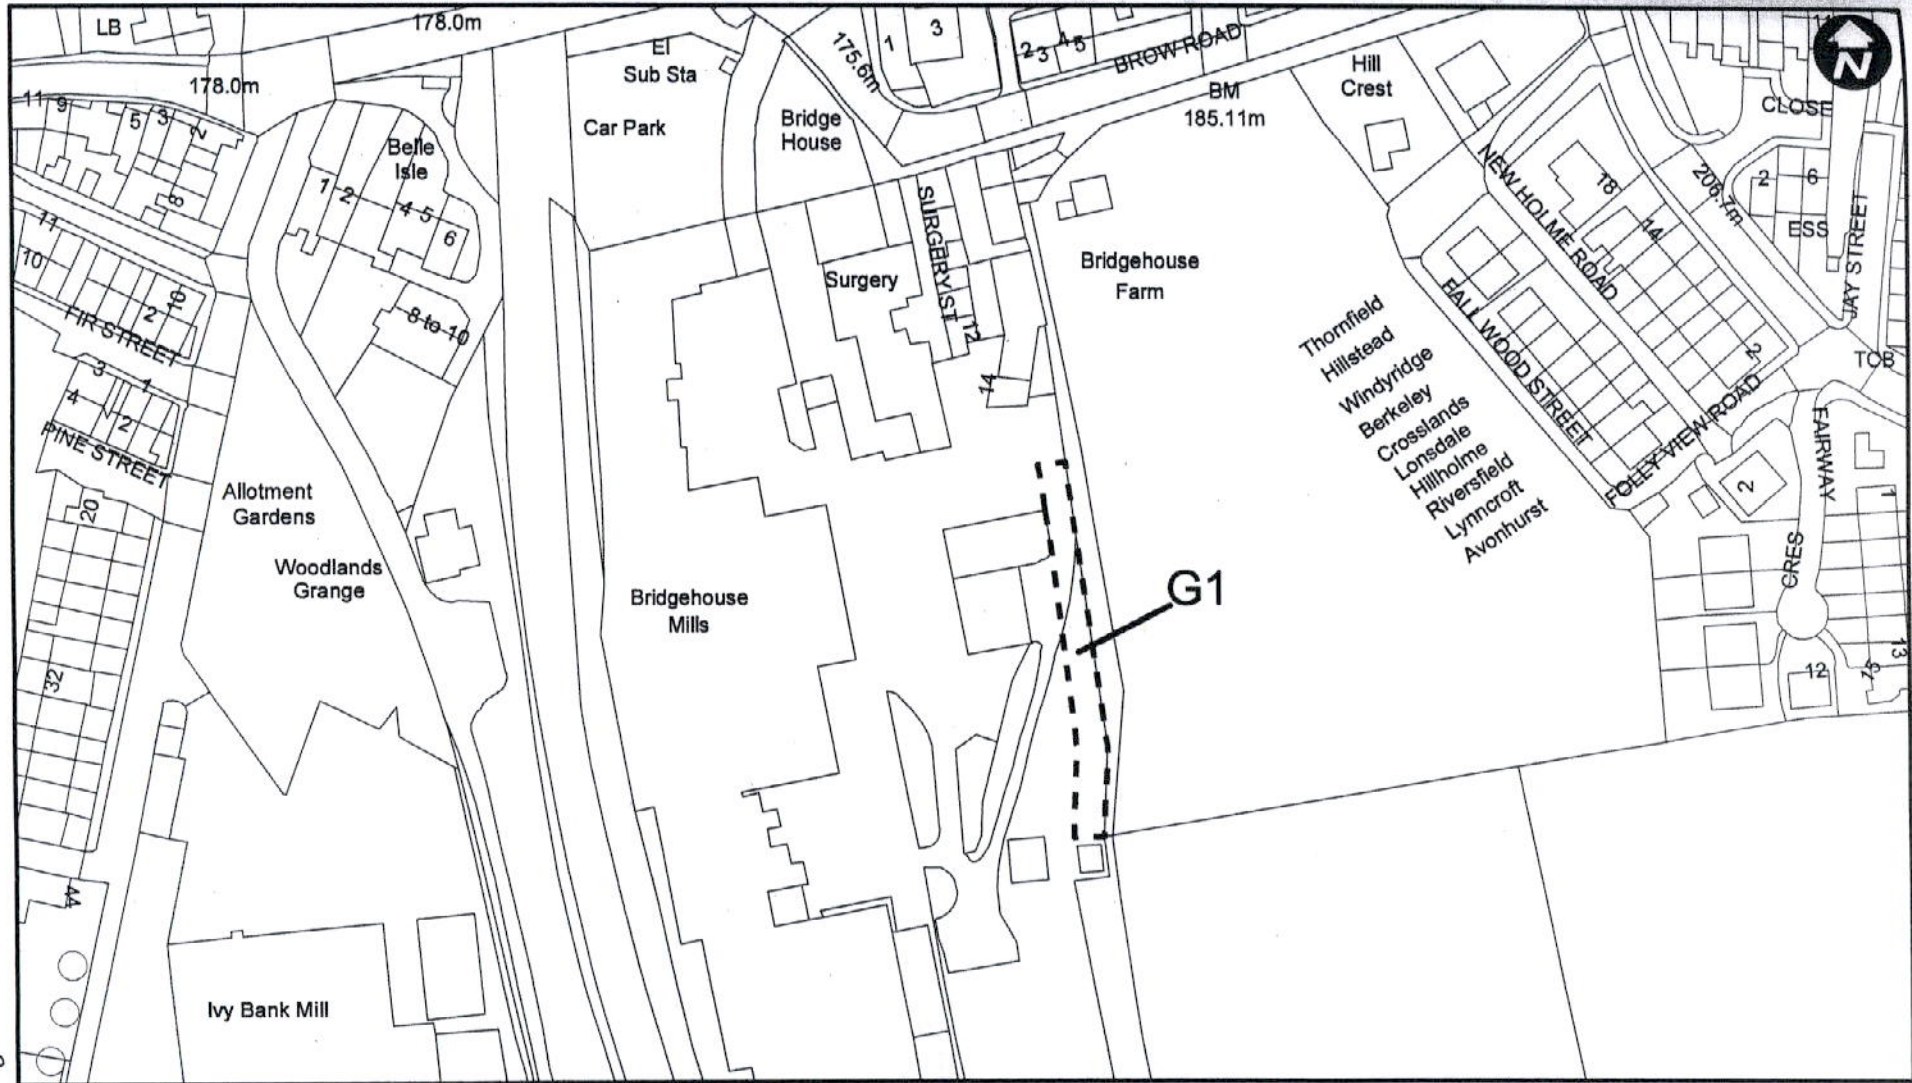 LB
178.0m
178.0m
El
Sub Sta
Car Park
175.6m
1
3
2
3
4
5
BROW ROAD
BM
185.11m
Hill
Crest
11
N
CLOSE
11
9
5
3
2
8
Belle
Isle
1
2
4
5
6
Bridge
House
SURGERY ST
12
14
Surgery
Bridgehouse
Farm
NEW HOLME ROAD
18
14
2
206.7m
2
6
ESS
JAY STREET
TCB
11
10
2
10
FIR STREET
8 to 10
3
1
4
2
PINE STREET
FALL WOOD STREET
FOLLY VIEW ROAD
FAIRWAY
CRES
2
1
13
15
12
Thornfield
Hillstead
Windyridge
Berkeley
Crosslands
Lonsdale
Hillholme
Riversfield
Lynncroft
Avonhurst
Allotment
Gardens
20
Woodlands
Grange
Bridgehouse
Mills
G1
32
44
Ivy Bank Mill